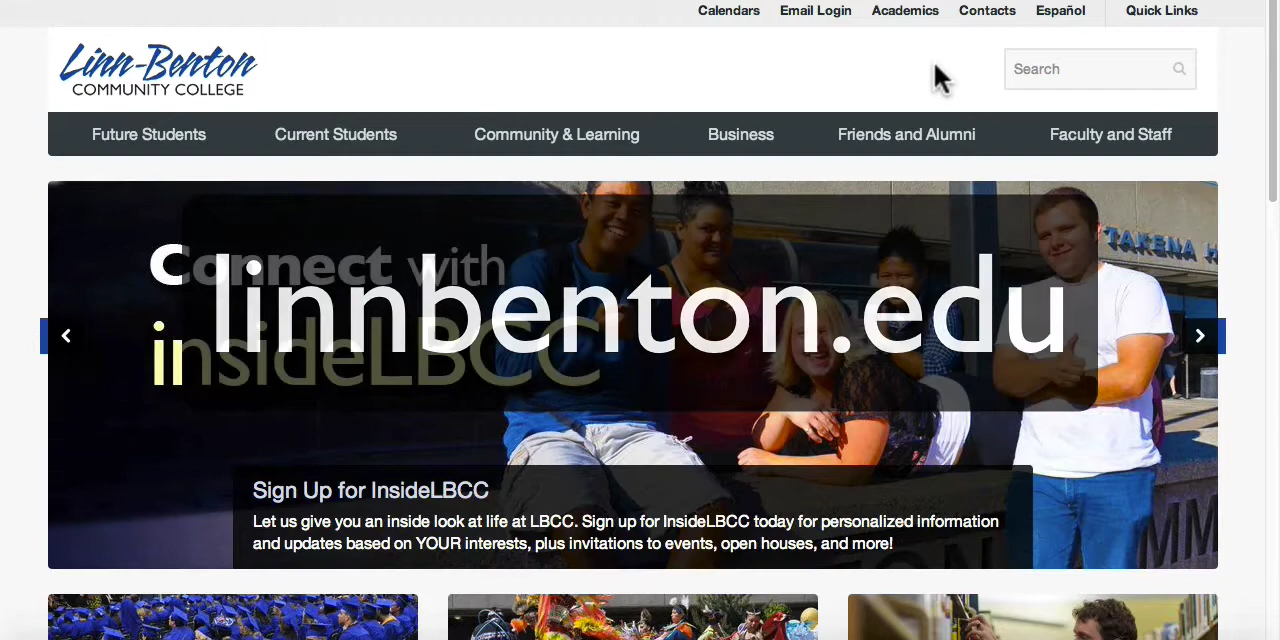 Calendars Email Login Academics Contacts Español Quick Links
Linn-Benton
COMMUNITY COLLEGE
Search
Future Students Current Students Community & Learning Business Friends and Alumni Faculty and Staff
Connect with
insideLBCC
linnbenton.edu
TAKENA H
Sign Up for InsideLBCC
Let us give you an inside look at life at LBCC. Sign up for InsideLBCC today for personalized information
and updates based on YOUR interests, plus invitations to events, open houses, and more!